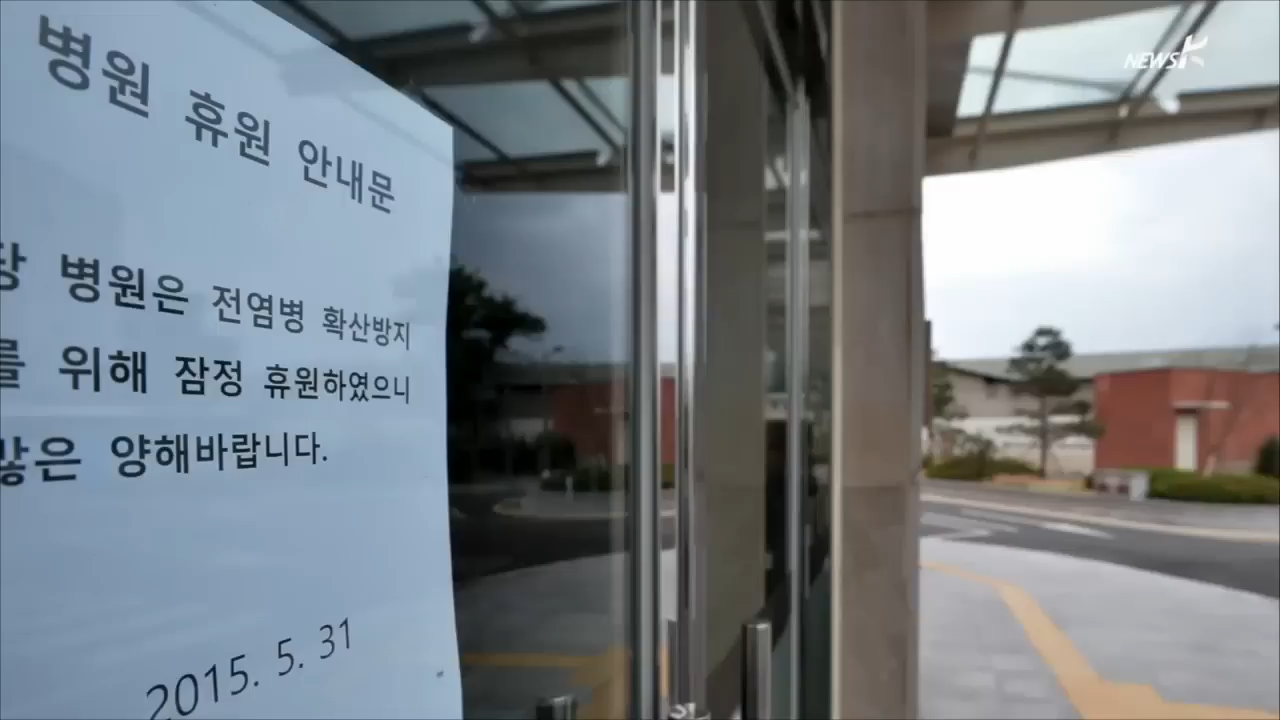 병원 휴원 안내문
당 병원은 전염병 확산방지
를 위해 잠정 휴원하였으니
많은 양해바랍니다.
2015. 5. 31
NEWSK